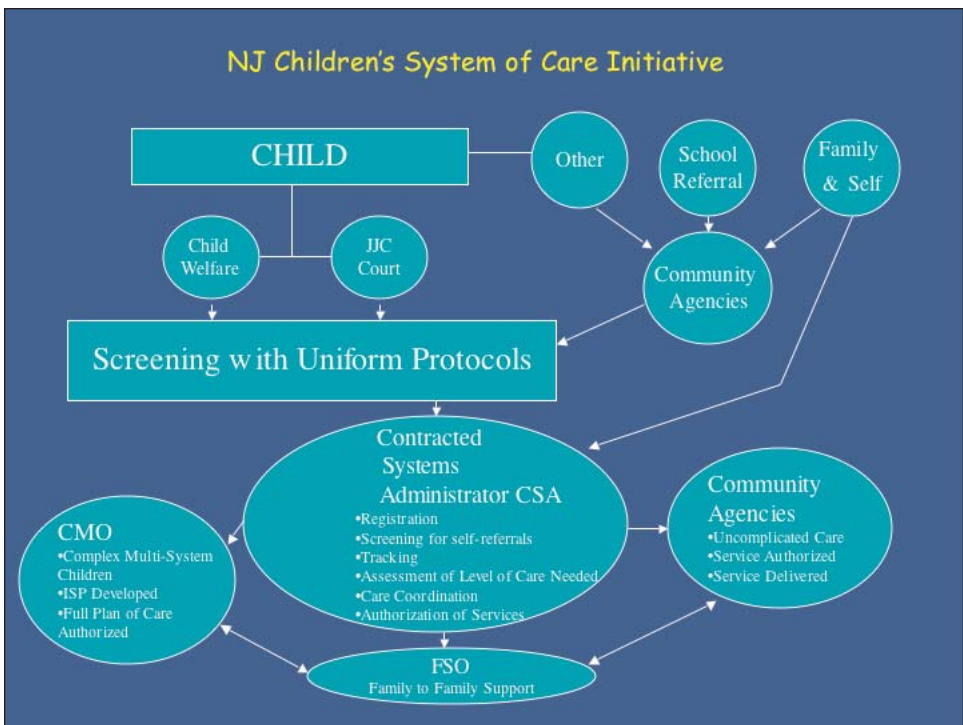 NJ Children's System of Care Initiative
CHILD
Other
School
Referral
Family
& Self
Child
Welfare
JJC
Court
Community
Agencies
Screening with Uniform Protocols
Contracted
Systems
Administrator CSA
•Registration
•Screening for self-referrals
•Tracking
•Assessment of Level of Care Needed
•Care Coordination
•Authorization of Services
CMO
•Complex Multi-System
Children
•ISP Developed
•Full Plan of Care
Authorized
Community
Agencies
•Uncomplicated Care
•Service Authorized
•Service Delivered
FSO
Family to Family Support